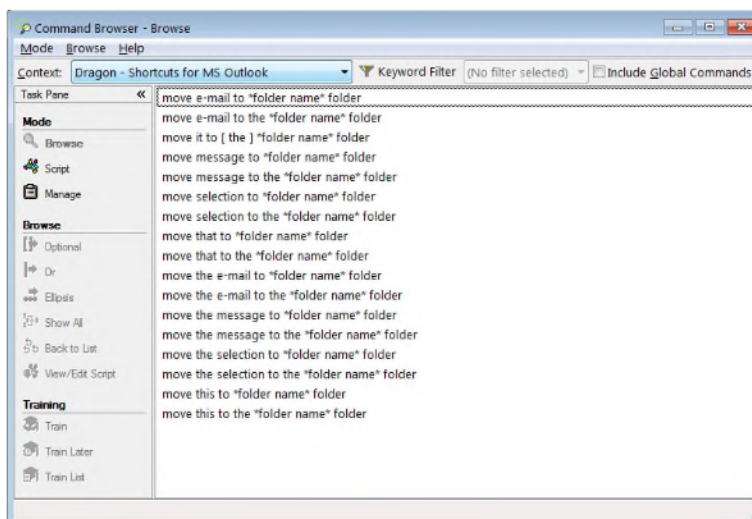 Command Browser - Browse
Mode Browse Help
Context: Dragon - Shortcuts for MS Outlook Keyword Filter (No filter selected) Include Global Commands
Task Pane «
Mode
Browse
Script
Manage
Browse
Optional
Or
Ellipsis
Show All
Back to List
View/Edit Script
Training
Train
Train Later
Train List
move e-mail to *folder name* folder
move e-mail to the *folder name* folder
move it to [ the ] *folder name* folder
move message to *folder name* folder
move message to the *folder name* folder
move selection to *folder name* folder
move selection to the *folder name* folder
move that to *folder name* folder
move that to the *folder name* folder
move the e-mail to *folder name* folder
move the e-mail to the *folder name* folder
move the message to *folder name* folder
move the message to the *folder name* folder
move the selection to *folder name* folder
move the selection to the *folder name* folder
move this to *folder name* folder
move this to the *folder name* folder